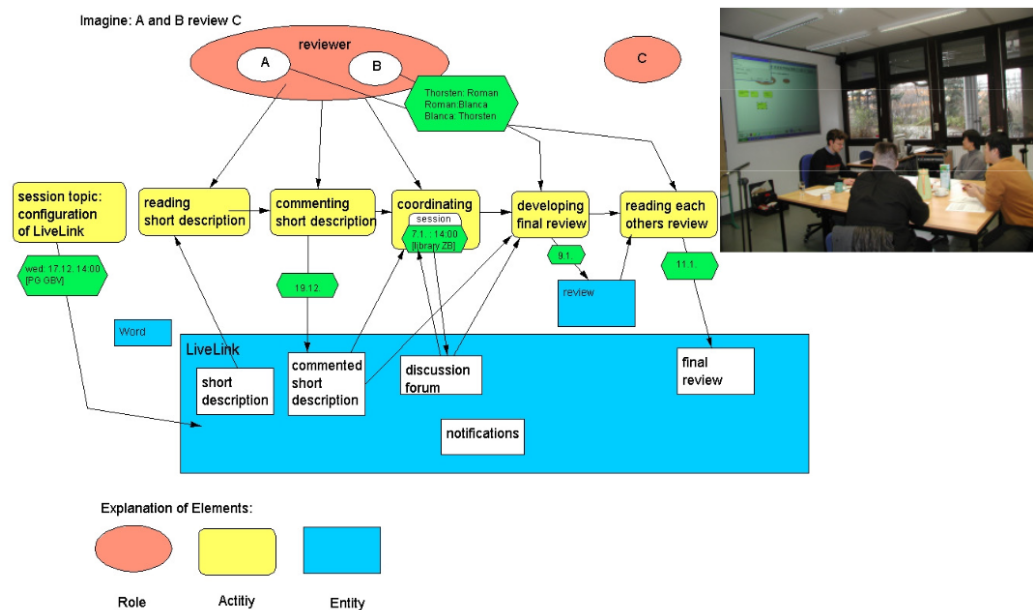 Imagine: A and B review C
reviewer
A
B
C
Thorsten: Roman
Roman:Blanca
Blanca: Thorsten
session topic:
configuration
of LiveLink
reading
short description
commenting
short description
coordinating
session
7.1. : 14:00
[library ZB]
developing
final review
reading each
others review
wed: 17.12. 14:00
[PG GBV]
19.12.
9.1.
11.1.
review
Word
LiveLink
short
description
commented
short
description
discussion
forum
final
review
notifications
Explanation of Elements:
Role
Actitiy
Entity